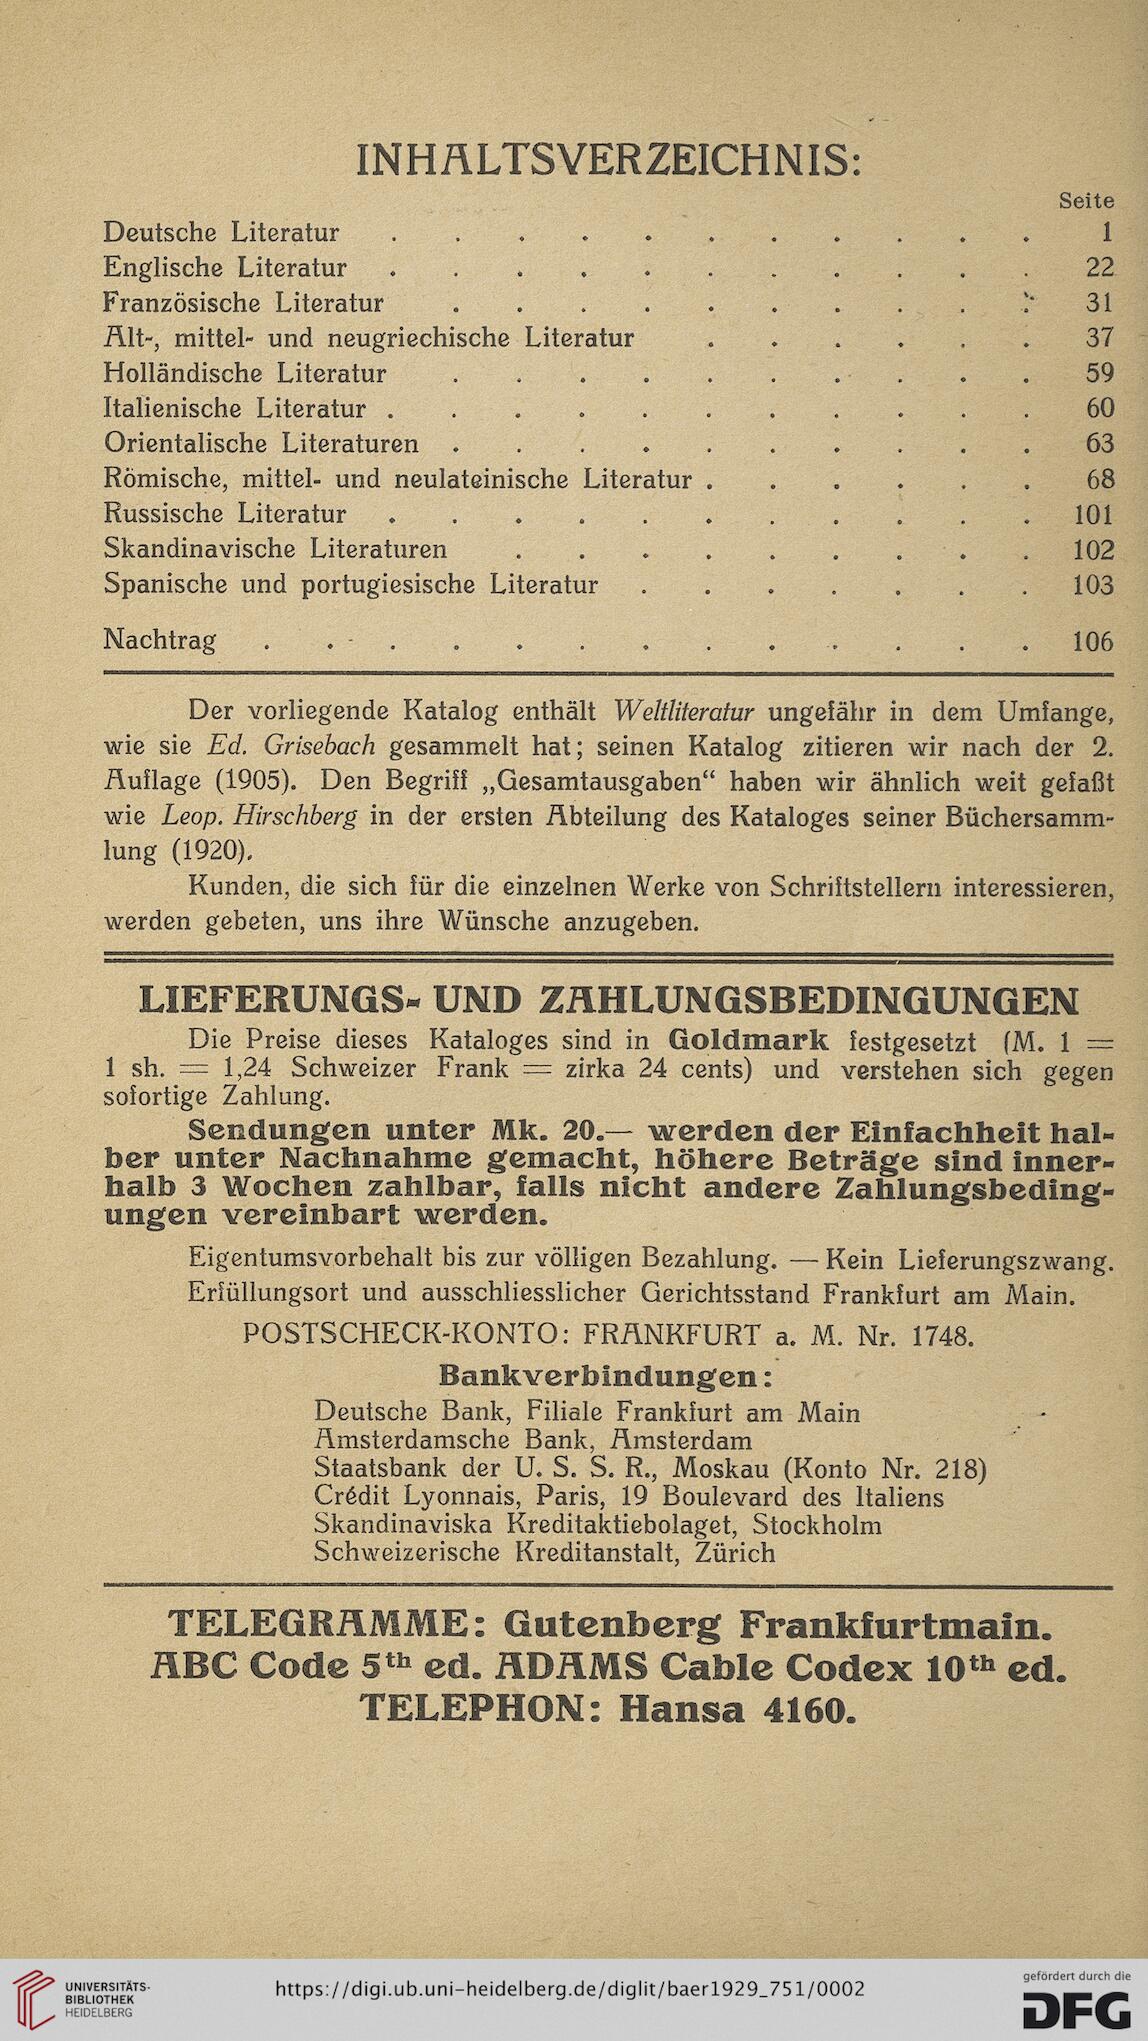 INHALTSVERZEICHNIS:
Seite
Deutsche Literatur . . . . . . . . . . . 1
Englische Literatur . . . . . . . . . . . 22
Französische Literatur . . . . . . . . . . 31
Alt-, mittel- und neugriechische Literatur . . . . . . 37
Holländische Literatur . . . . . . . . . . 59
Italienische Literatur . . . . . . . . . . . 60
Orientalische Literaturen . . . . . . . . . . 63
Römische, mittel- und neulateinische Literatur . . . . . . 68
Russische Literatur . . . . . . . . . . . 101
Skandinavische Literaturen . . . . . . . . . 102
Spanische und portugiesische Literatur . . . . . . . 103
Nachtrag . . . . . . . . . . . . . 106
Der vorliegende Katalog enthält Weltliteratur ungefähr in dem Umfange,
wie sie Ed. Grisebach gesammelt hat; seinen Katalog zitieren wir nach der 2.
Auflage (1905). Den Begriff „Gesamtausgaben“ haben wir ähnlich weit gefaßt
wie Leop. Hirschberg in der ersten Abteilung des Kataloges seiner Büchersamm-
lung (1920).
Kunden, die sich für die einzelnen Werke von Schriftstellern interessieren,
werden gebeten, uns ihre Wünsche anzugeben.
LIEFERUNGS- UND ZAHLUNGSBEDINGUNGEN
Die Preise dieses Kataloges sind in Goldmark festgesetzt (M. 1 =
1 sh. = 1,24 Schweizer Frank = zirka 24 cents) und verstehen sich gegen
sofortige Zahlung.
Sendungen unter Mk. 20.— werden der Einfachheit hal-
ber unter Nachnahme gemacht, höhere Beträge sind inner-
halb 3 Wochen zahlbar, falls nicht andere Zahlungsbeding-
ungen vereinbart werden.
Eigentumsvorbehalt bis zur völligen Bezahlung. — Kein Lieferungszwang.
Erfüllungsort und ausschliesslicher Gerichtsstand Frankfurt am Main.
POSTSCHECK-KONTO: FRANKFURT a. M. Nr. 1748.
Bankverbindungen:
Deutsche Bank, Filiale Frankfurt am Main
Amsterdamsche Bank, Amsterdam
Staatsbank der U. S. S. R., Moskau (Konto Nr. 218)
Crédit Lyonnais, Paris, 19 Boulevard des Italiens
Skandinaviska Kreditaktiebolaget, Stockholm
Schweizerische Kreditanstalt, Zürich
TELEGRAMME: Gutenberg Frankfurtmain.
ABC Code 5th ed. ADAMS Cable Codex 10th ed.
TELEPHON: Hansa 4160.
UNIVERSITÄTS-
BIBLIOTHEK
HEIDELBERG
https://digi.ub.uni-heidelberg.de/diglit/baer1929_751/0002
gefördert durch die
DFG